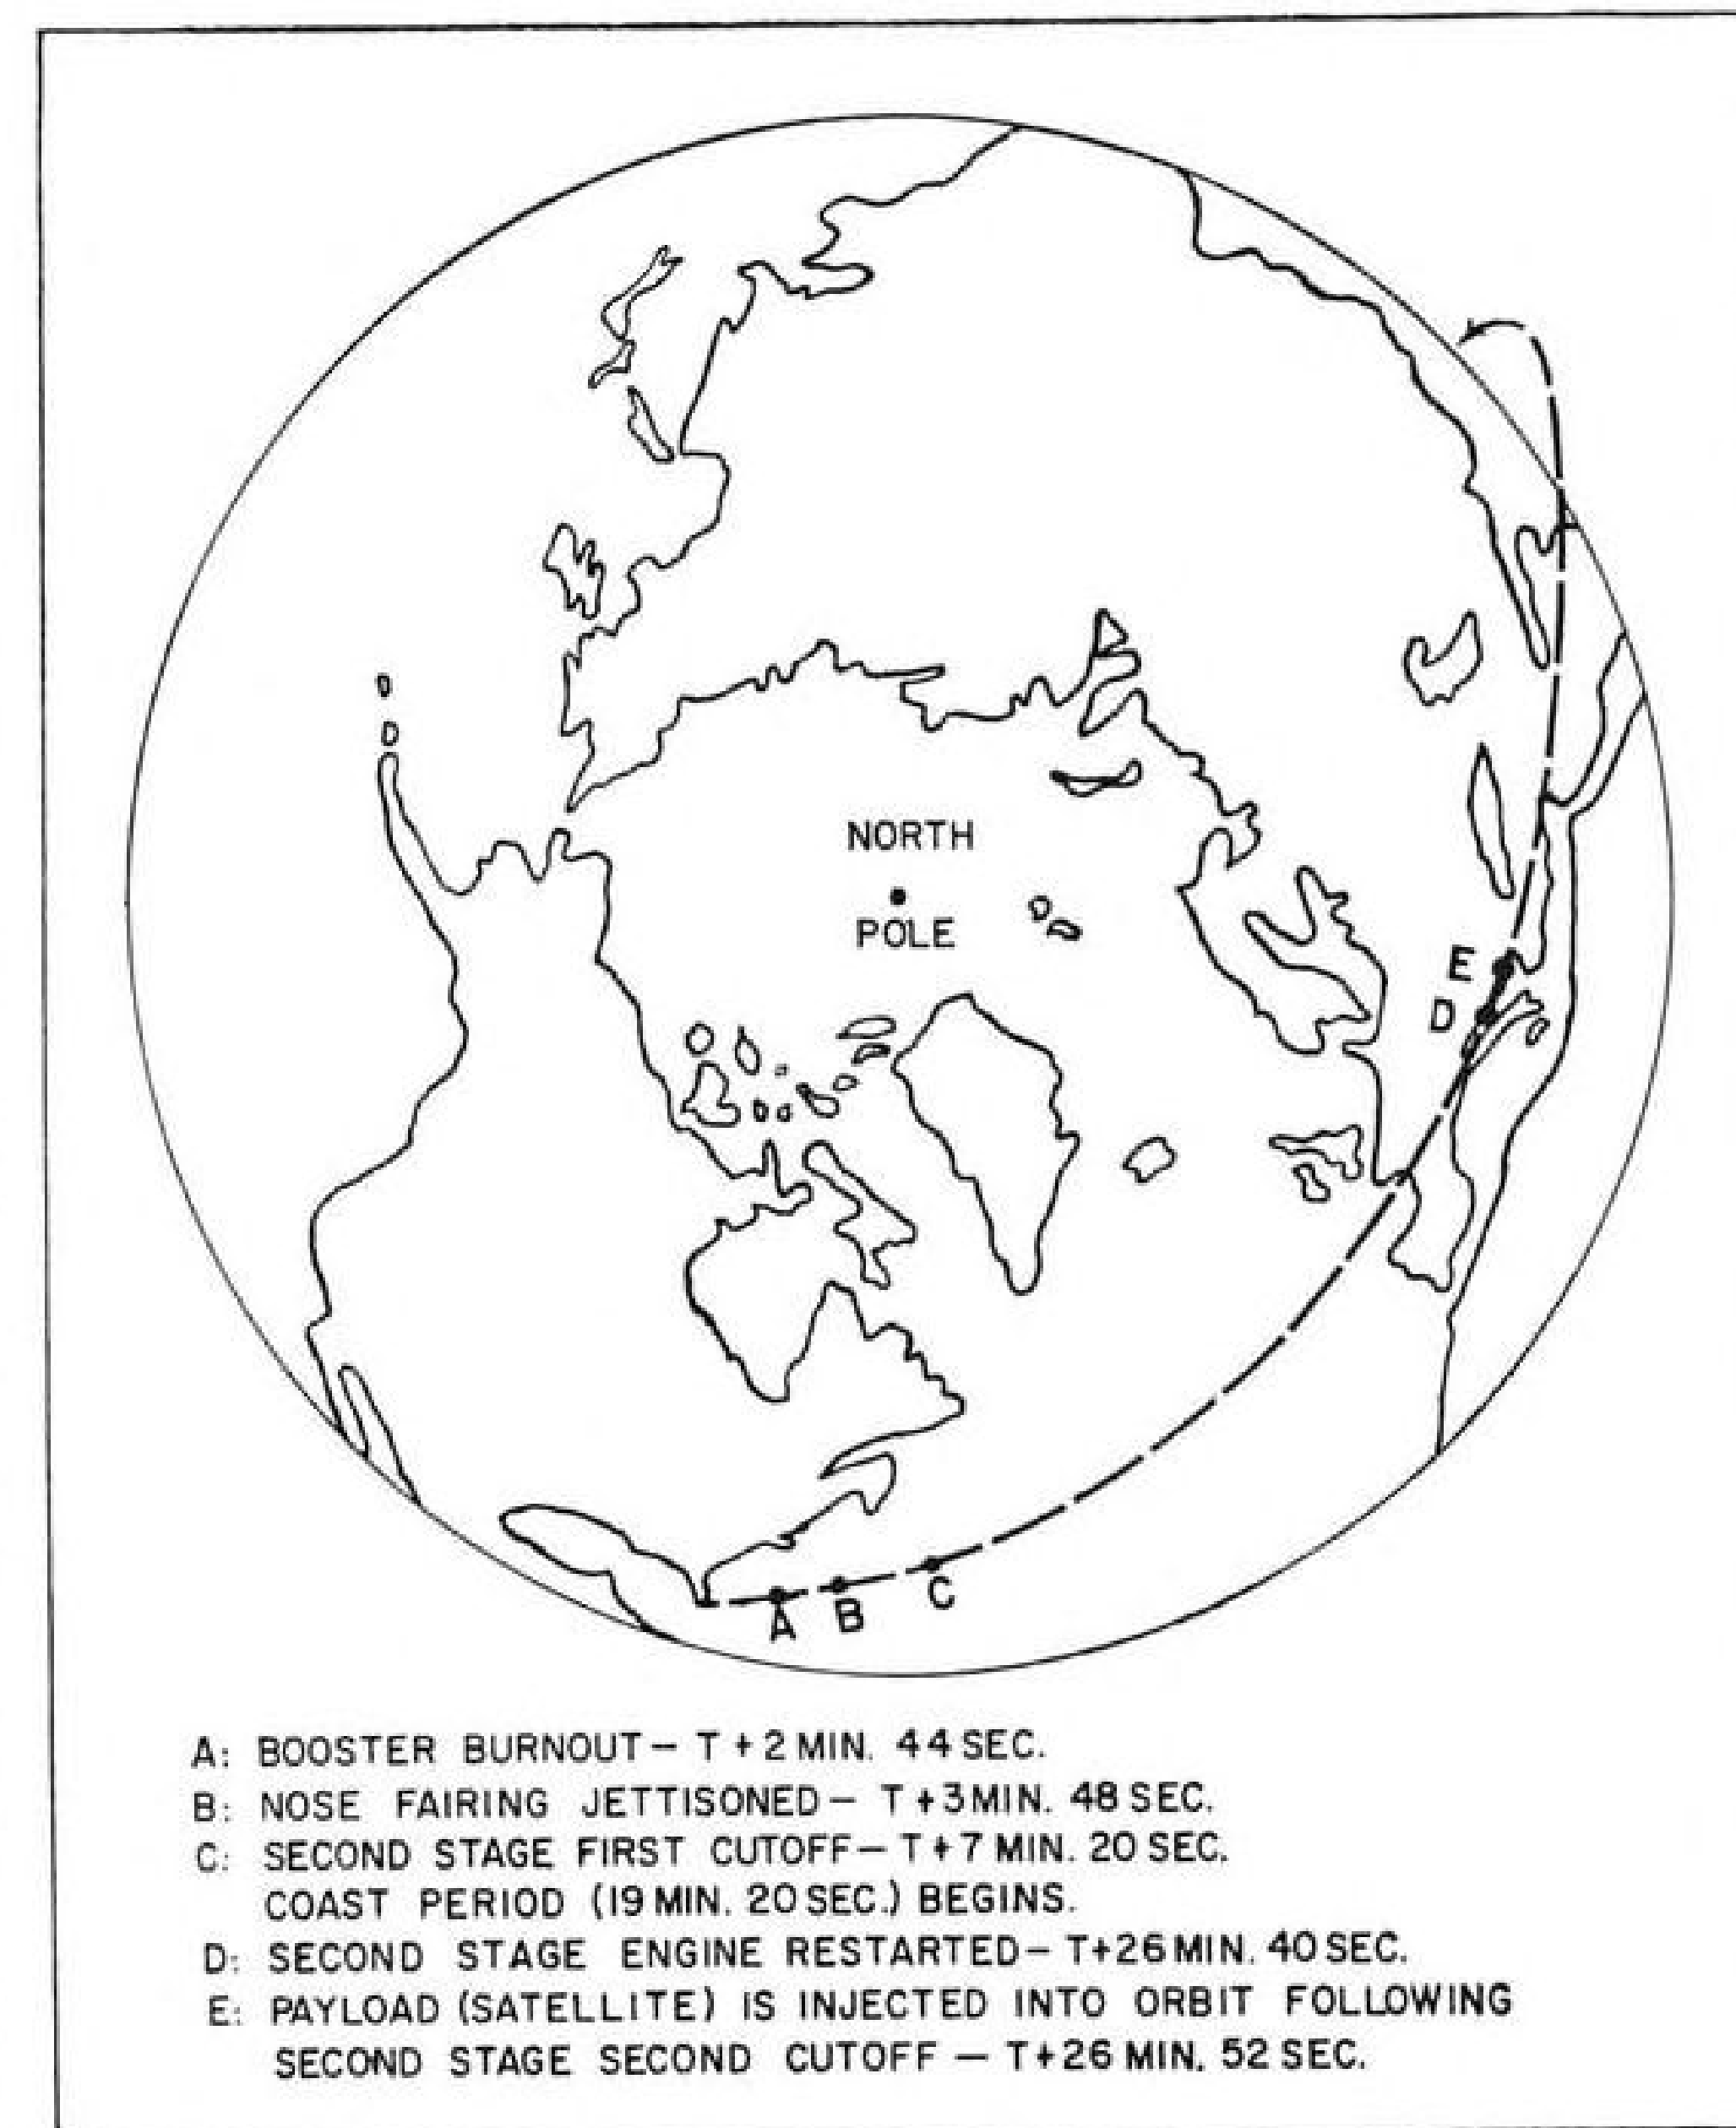 NORTH
POLE
E
D
C
A B
A: BOOSTER BURNOUT— T + 2 MIN. 44 SEC.
B: NOSE FAIRING JETTISONED— T +3 MIN. 48 SEC.
C: SECOND STAGE FIRST CUTOFF— T+7 MIN. 20 SEC.
COAST PERIOD (19 MIN. 20 SEC.) BEGINS.
D: SECOND STAGE ENGINE RESTARTED— T+26 MIN. 40 SEC.
E: PAYLOAD (SATELLITE) IS INJECTED INTO ORBIT FOLLOWING
SECOND STAGE SECOND CUTOFF — T+26 MIN. 52 SEC.